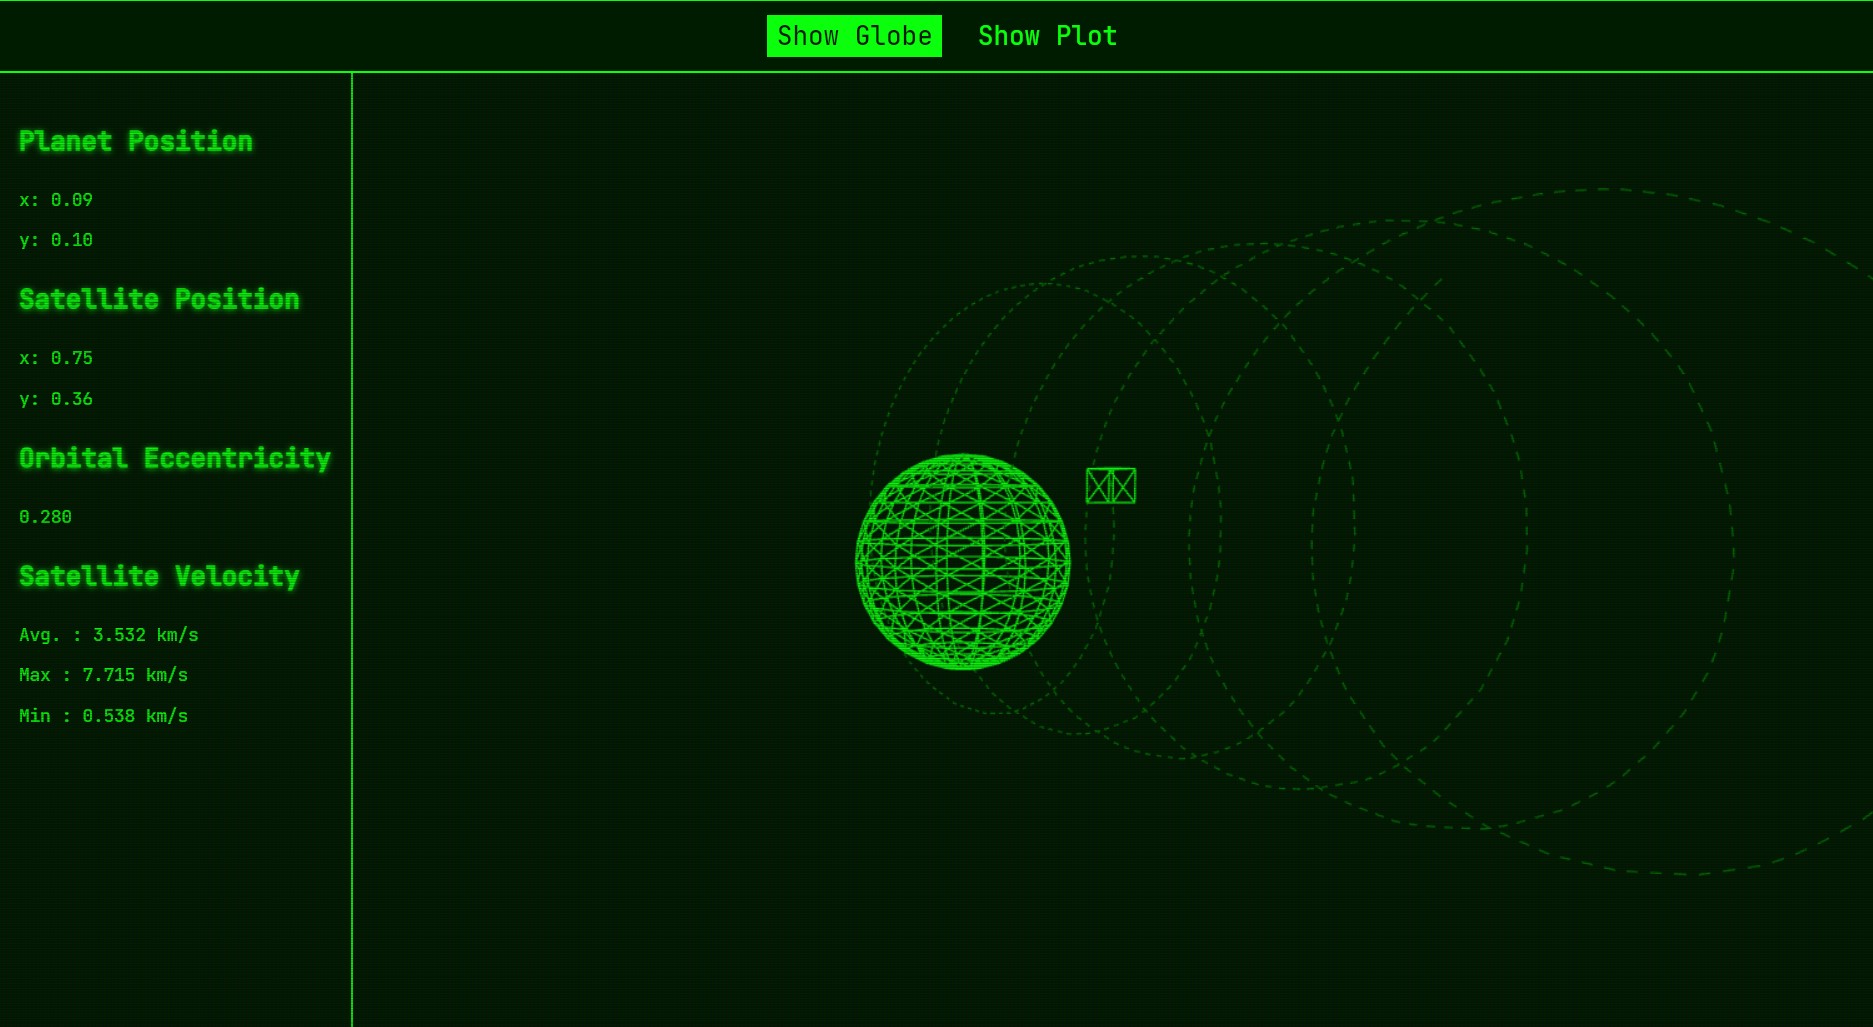 Show Globe
Show Plot
Planet Position
x: 0.09
y: 0.10
Satellite Position
x: 0.75
y: 0.36
Orbital Eccentricity
0.280
Satellite Velocity
Avg. : 3.532 km/s
Max : 7.715 km/s
Min : 0.538 km/s